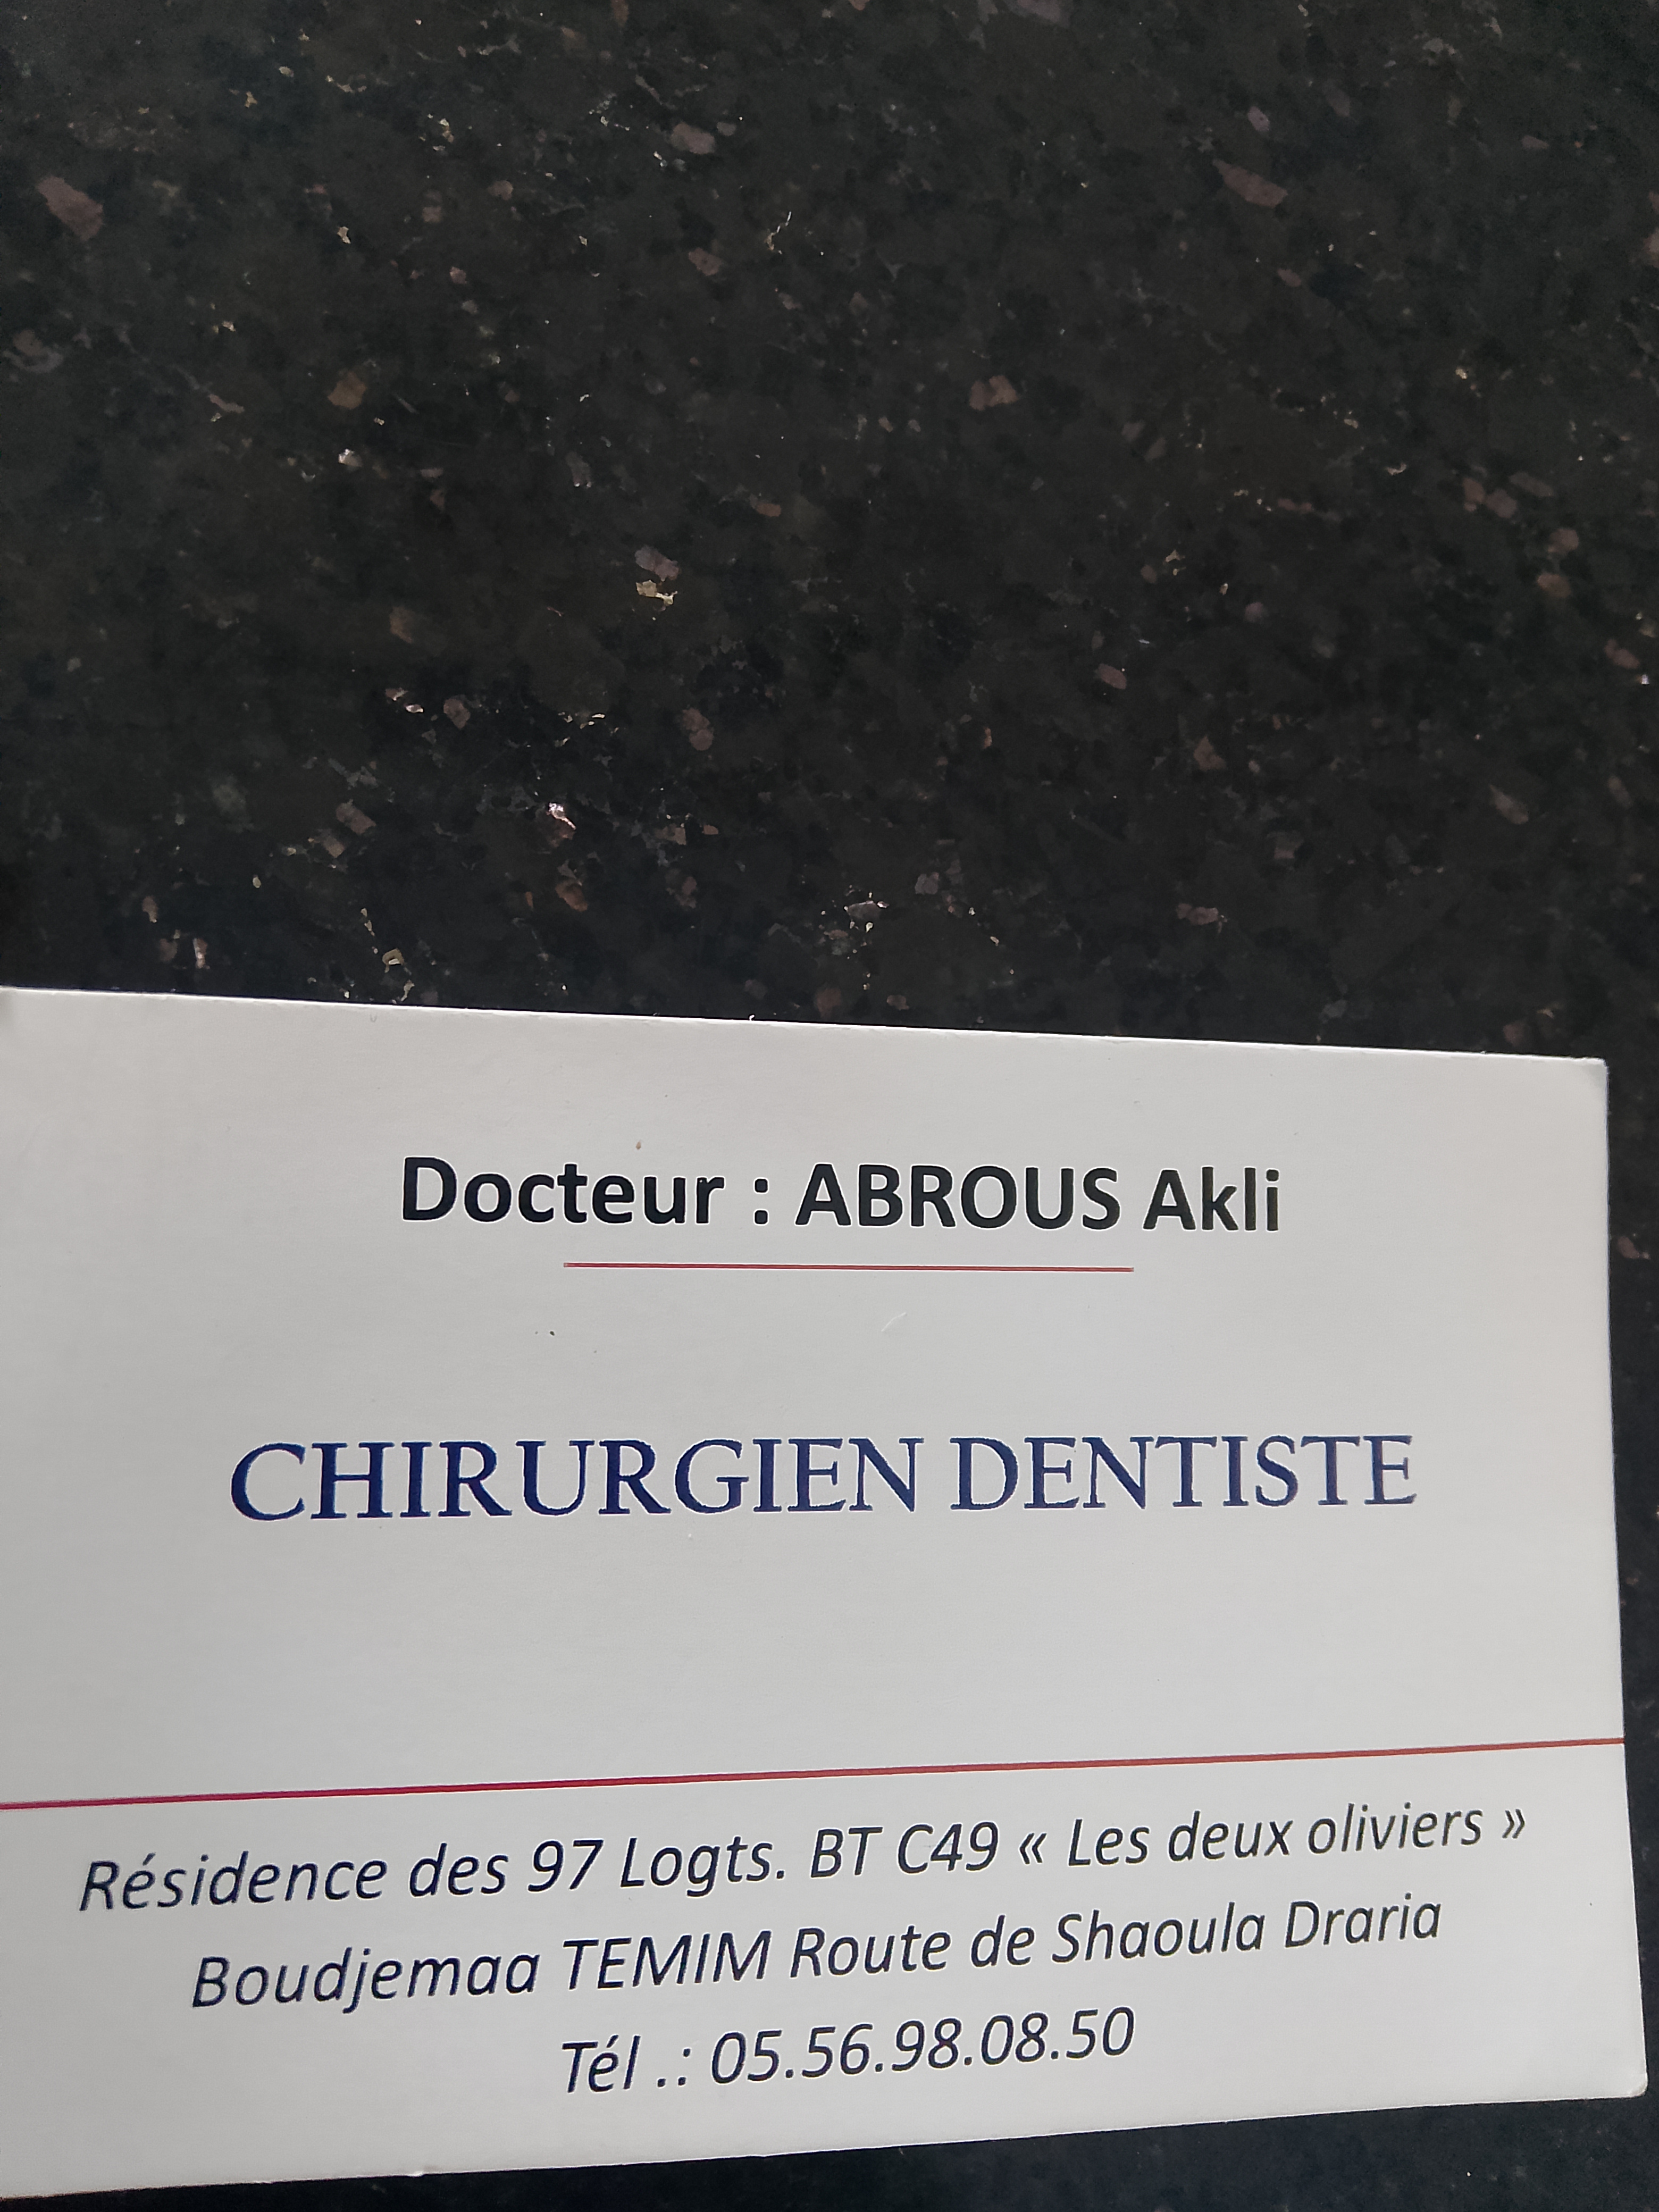 Docteur : ABROUS Akli
CHIRURGIEN DENTISTE
Résidence des 97 Logts. BT C49 « Les deux oliviers »
Boudjemaa TEMIM Route de Shaoula Draria
Tél .: 05.56.98.08.50